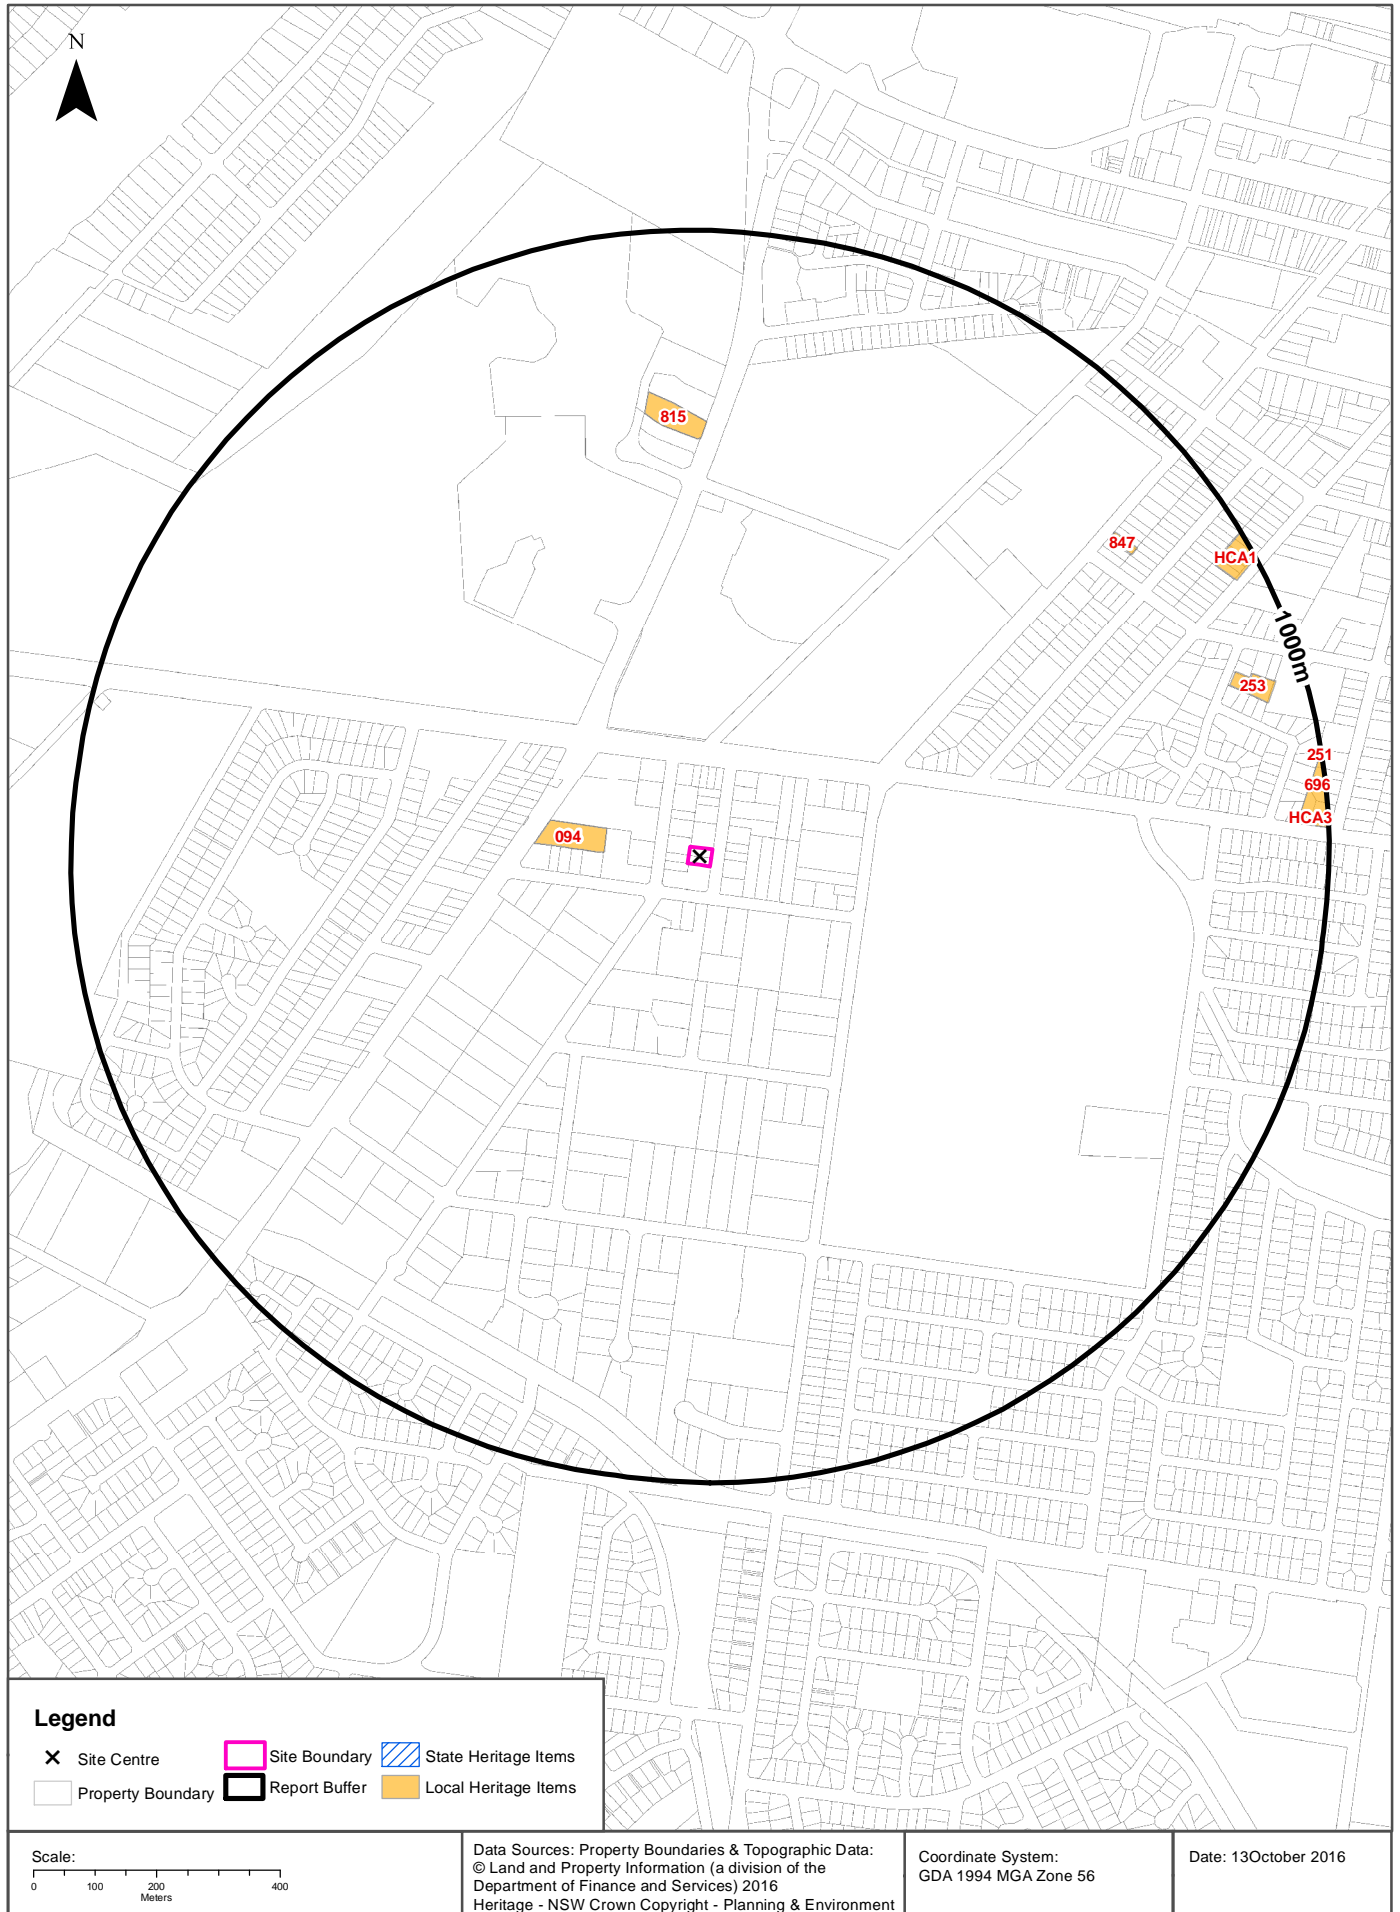 N
815
847
HCA1
1000m
253
251
696
HCA3
094
Legend
Site Centre
Site Boundary
State Heritage Items
Property Boundary
Report Buffer
Local Heritage Items
Scale:
0 100 200 400
Meters
Data Sources: Property Boundaries & Topographic Data:
© Land and Property Information (a division of the
Department of Finance and Services) 2016
Heritage - NSW Crown Copyright - Planning & Environment
Coordinate System:
GDA 1994 MGA Zone 56
Date: 13October 2016